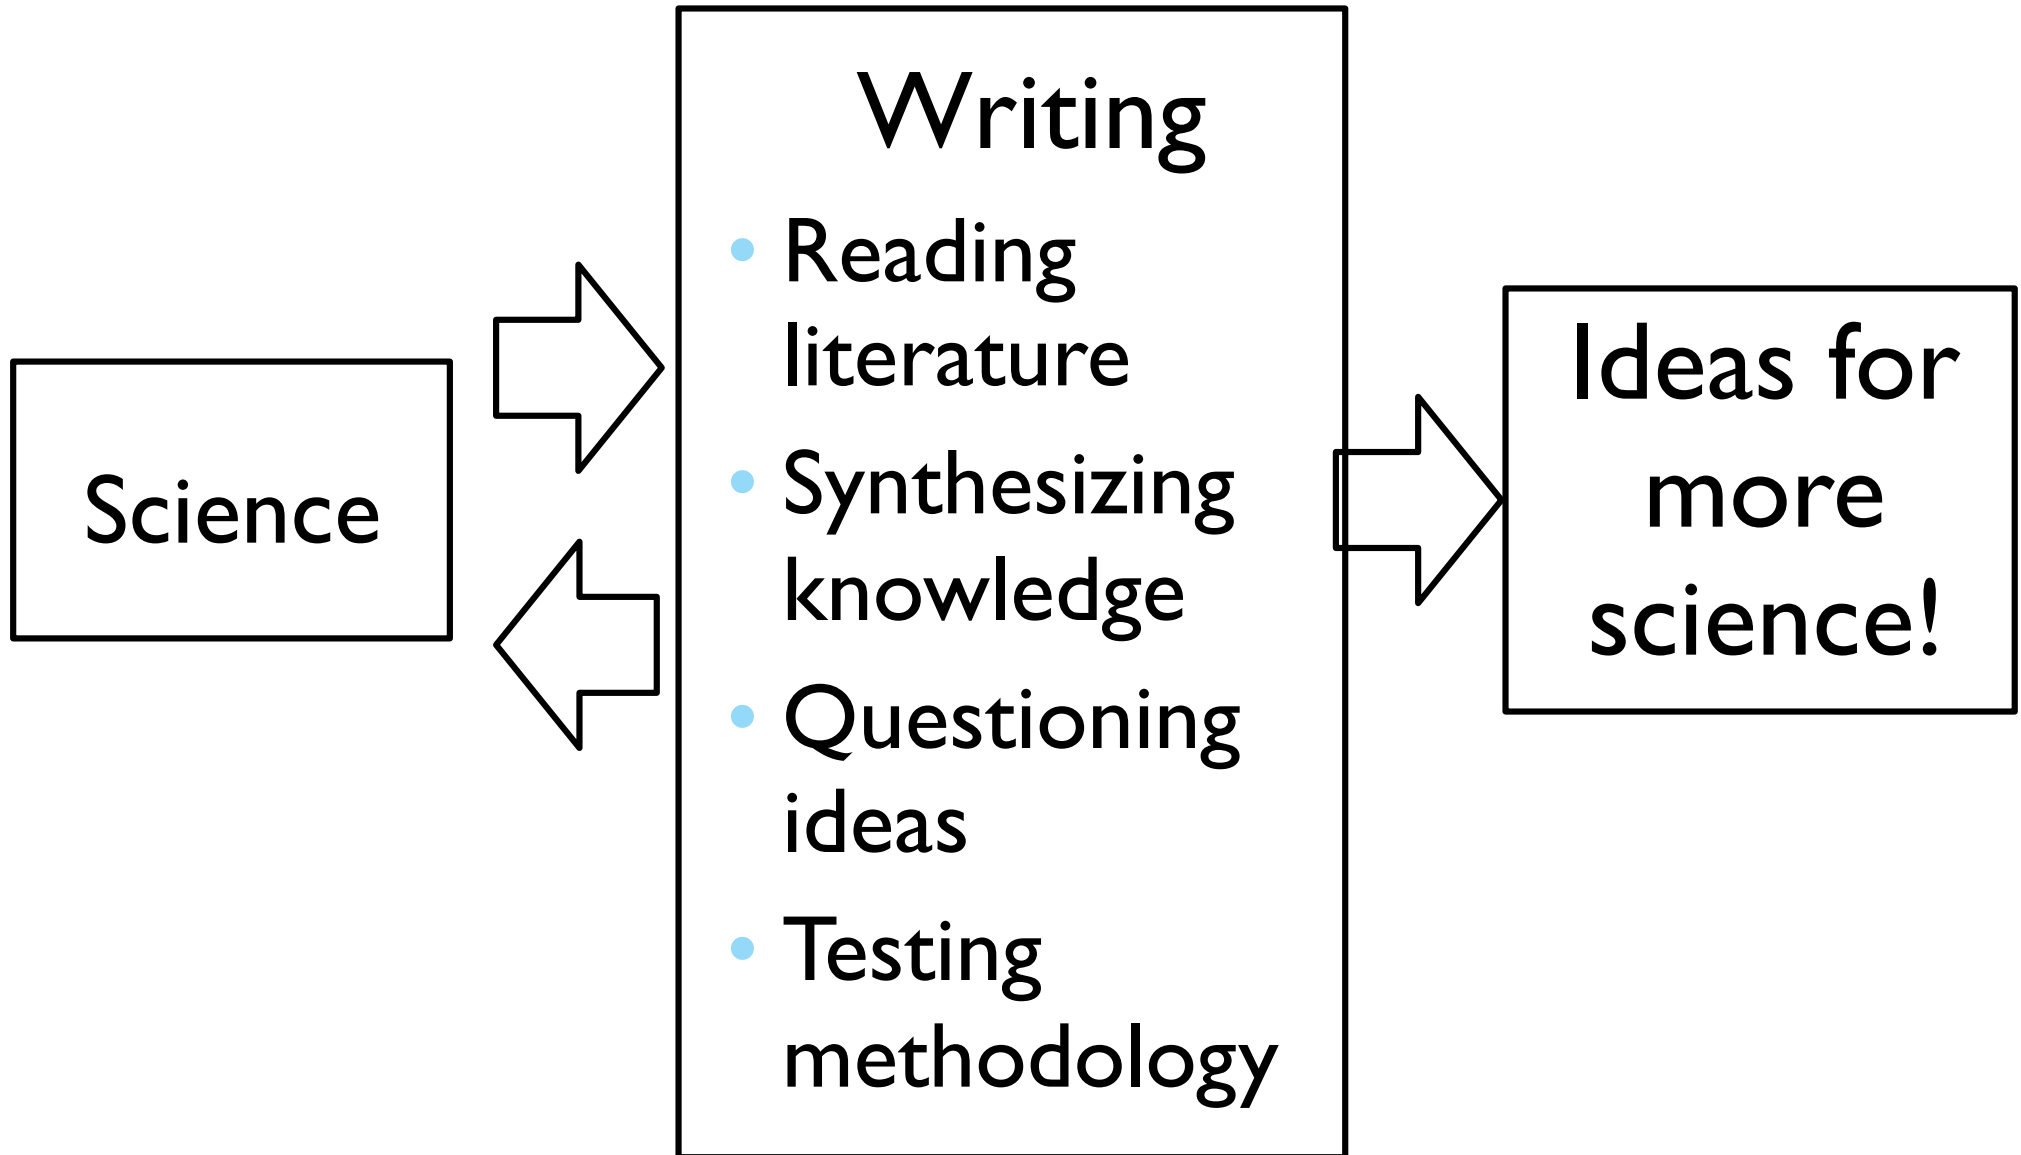 Science
Writing
Reading
literature
Synthesizing
knowledge
Questioning
ideas
Testing
methodology
Ideas for
more
science!